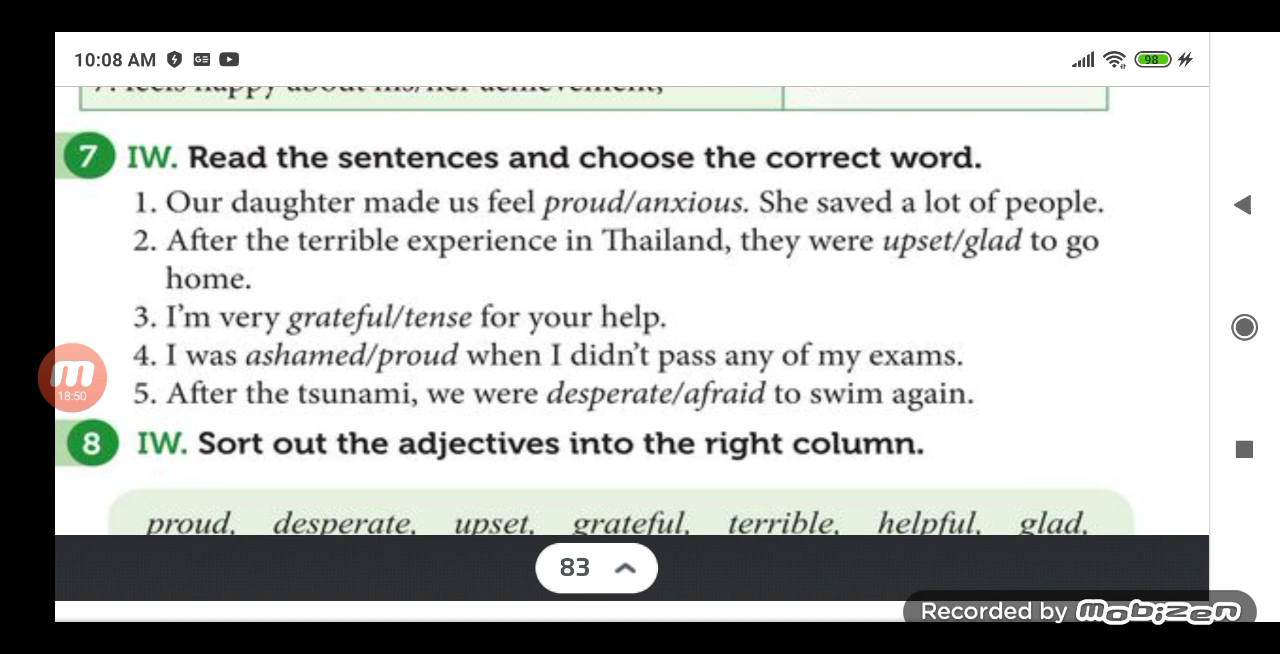 10:08 AM
98
7 IW. Read the sentences and choose the correct word.
1. Our daughter made us feel proud/anxious. She saved a lot of people.
2. After the terrible experience in Thailand, they were upset/glad to go
home.
3. I'm very grateful/tense for your help.
4. I was ashamed/proud when I didn't pass any of my exams.
18:50
5. After the tsunami, we were desperate/afraid to swim again.
8 IW. Sort out the adjectives into the right column.
proud, desperate, upset, grateful, terrible, helpful, glad,
83
Recorded by mobizen